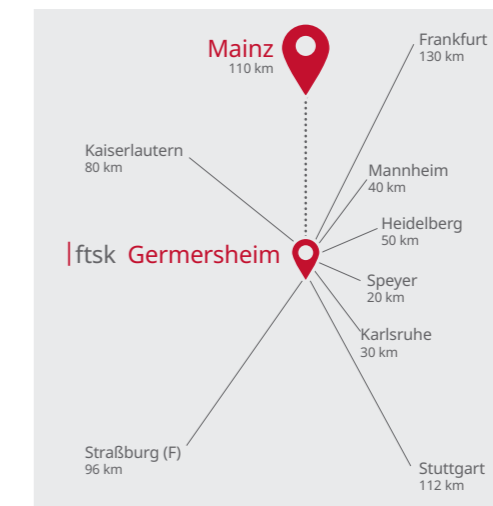 Mainz
110 km
Frankfurt
130 km
Kaiserlautern
80 km
Mannheim
40 km
Heidelberg
50 km
ftsk Germersheim
Speyer
20 km
Karlsruhe
30 km
Straßburg (F)
96 km
Stuttgart
112 km